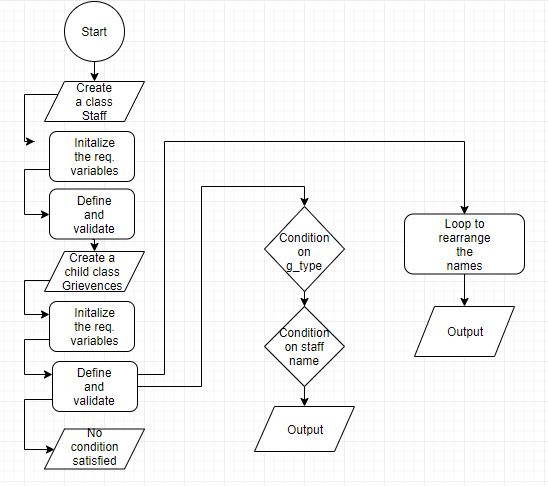 Start
Create
a class
Staff
Initalize
the req.
variables
Define
and
validate
Create a
child class
Grievences
Initalize
the req.
variables
Define
and
validate
No
condition
satisfied
Condition
on
g_type
Condition
on staff
name
Output
Loop to
rearrange
the
names
Output